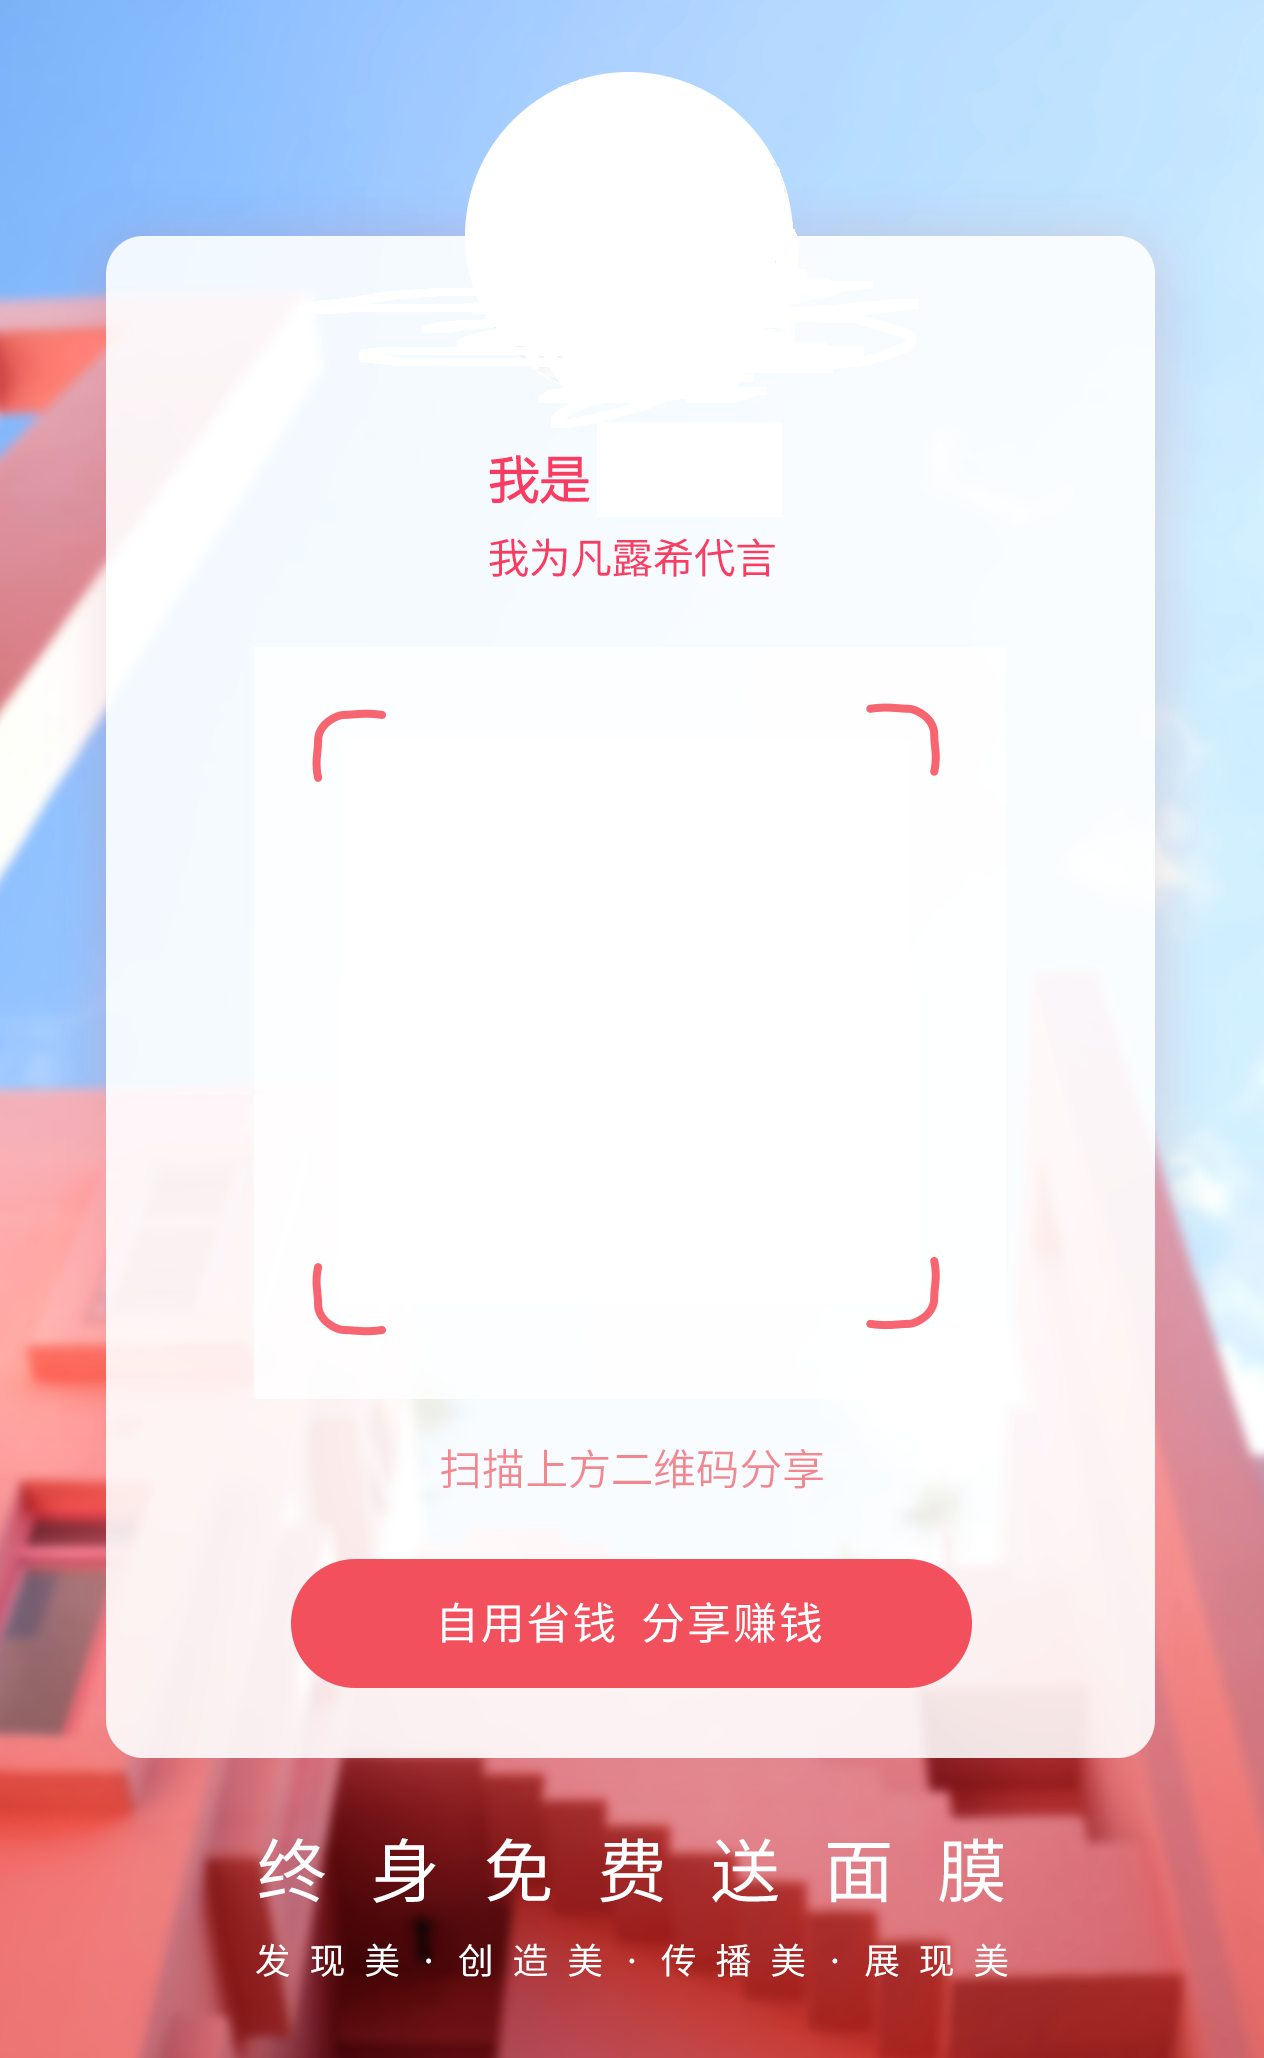 我是
我为凡露希代言
扫描上方二维码分享
自用省钱 分享赚钱
终身免费送面膜
发现美·创造美·传播美·展现美